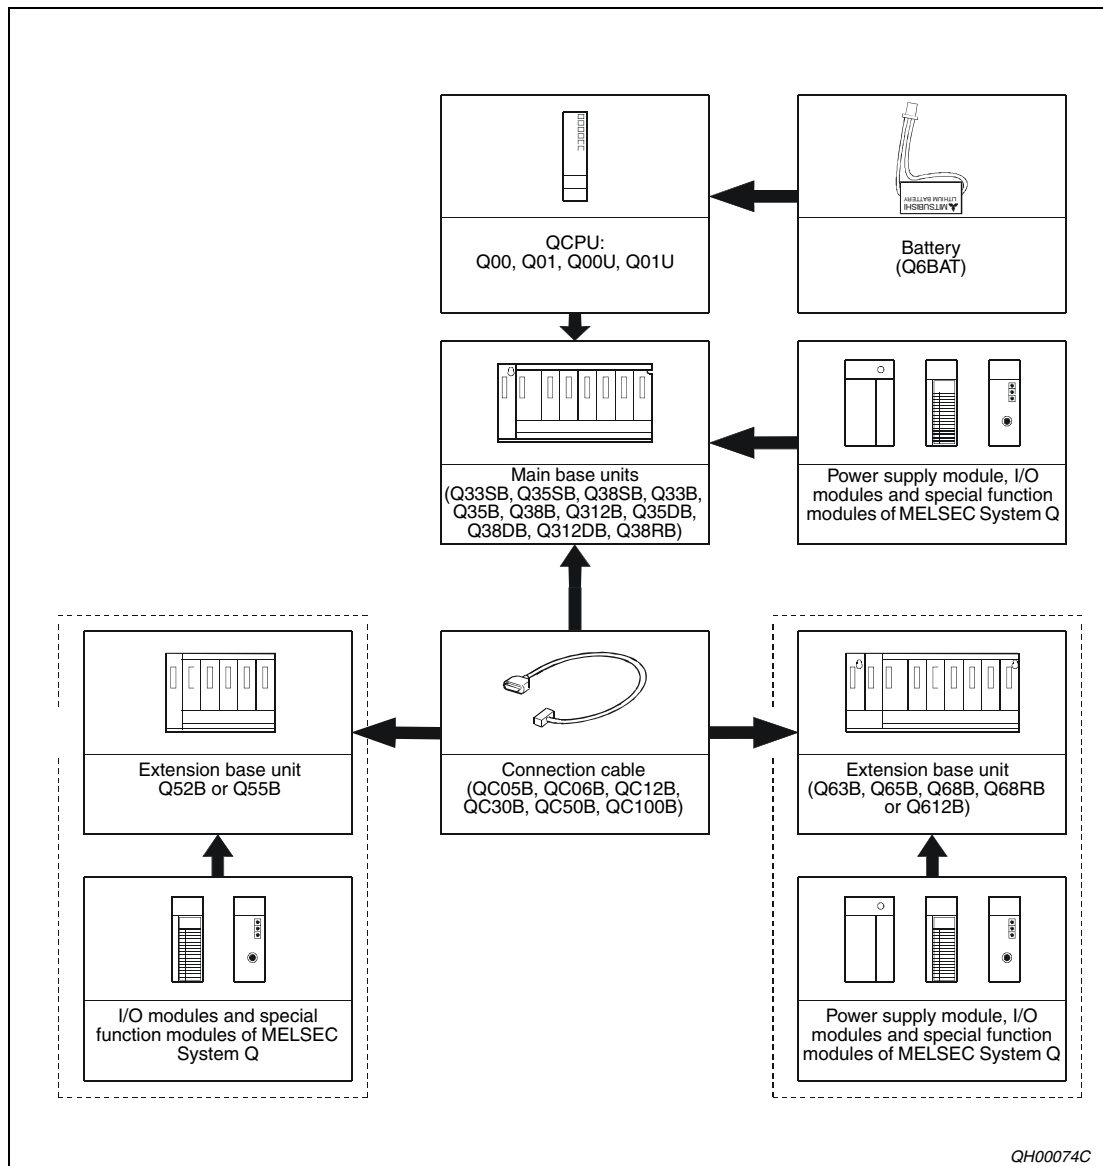 MITSUBISHI
LITHIUM BATTERY
QCPU:
Q00, Q01, Q00U, Q01U
Battery
(Q6BAT)
Main base units
(Q33SB, Q35SB, Q38SB, Q33B,
Q35B, Q38B, Q312B, Q35DB,
Q38DB, Q312DB, Q38RB)
Power supply module, I/O
modules and special function
modules of MELSEC System Q
Extension base unit
Q52B or Q55B
Connection cable
(QC05B, QC06B, QC12B,
QC30B, QC50B, QC100B)
Extension base unit
(Q63B, Q65B, Q68B, Q68RB
or Q612B)
I/O modules and special
function modules of MELSEC
System Q
Power supply module, I/O
modules and special function
modules of MELSEC System Q
QH00074C